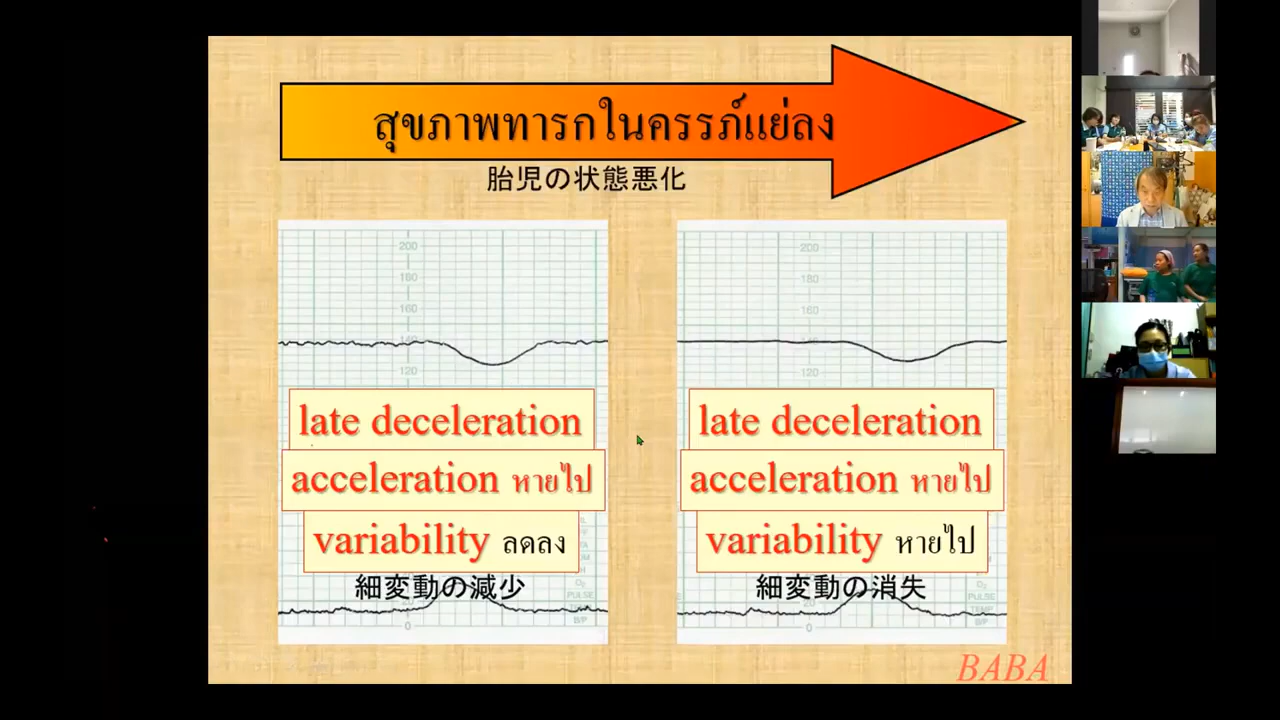 สุขภาพทารกในครรภ์แย่ลง
胎児の状態悪化
200
180
160
120
late deceleration
acceleration หายไป
variability ลดลง
細変動の減少
0
200
180
160
120
late deceleration
acceleration หายไป
variability หายไป
細変動の消失
PULSE
TEMP
0
BABA